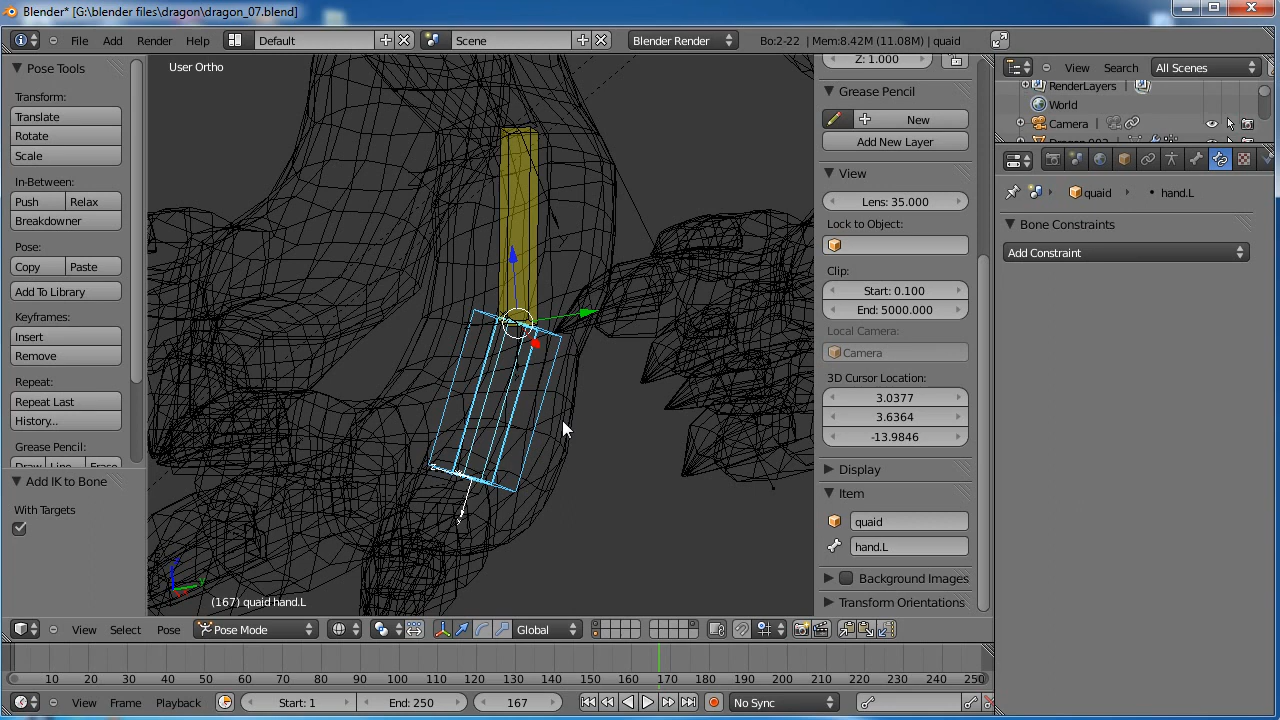 Blender* [G:\blender files\dragon\dragon_07.blend]
File Add Render Help Default Scene Blender Render Bo:2-22 | Mem:8.42M (11.08M) | quaid
Pose Tools
Transform:
Translate
Rotate
Scale
In-Between:
Push Relax
Breakdowner
Pose:
Copy Paste
Add To Library
Keyframes:
Insert
Remove
Repeat:
Repeat Last
History...
Grease Pencil:
Draw Line Erase
Add IK to Bone
With Targets
User Ortho
(167) quaid hand.L
Z: 1.000
Grease Pencil
New
Add New Layer
View
Lens: 35.000
Lock to Object:
Clip:
Start: 0.100
End: 5000.000
Local Camera:
Camera
3D Cursor Location:
3.0377
3.6364
-13.9846
Display
Item
quaid
hand.L
Background Images
Transform Orientations
View Search All Scenes
RenderLayers
World
Camera
quaid hand.L
Bone Constraints
Add Constraint
View Select Pose Pose Mode Global
10 20 30 40 50 60 70 80 90 100 110 120 130 140 150 160 170 180 190 200 210 220 230 240 250
View Frame Playback Start: 1 End: 250 167 No Sync